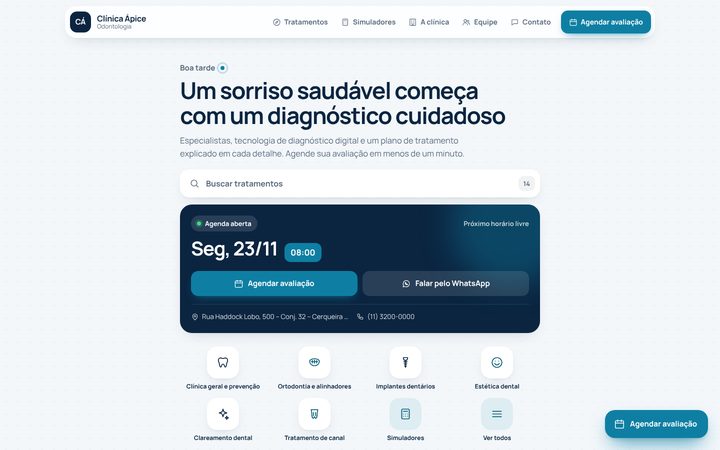 CÁ
Clínica Ápice
Odontologia
Tratamentos
Simuladores
A clínica
Equipe
Contato
Agendar avaliação
Boa tarde
Um sorriso saudável começa
com um diagnóstico cuidadoso
Especialistas, tecnologia de diagnóstico digital e um plano de tratamento
explicado em cada detalhe. Agende sua avaliação em menos de um minuto.
Buscar tratamentos
14
Agenda aberta
Próximo horário livre
Seg, 23/11
08:00
Agendar avaliação
Falar pelo WhatsApp
Rua Haddock Lobo, 500 – Conj. 32 – Cerqueira ...
(11) 3200-0000
Clínica geral e prevenção
Ortodontia e alinhadores
Implantes dentários
Estética dental
Clareamento dental
Tratamento de canal
Simuladores
Ver todos
Agendar avaliação